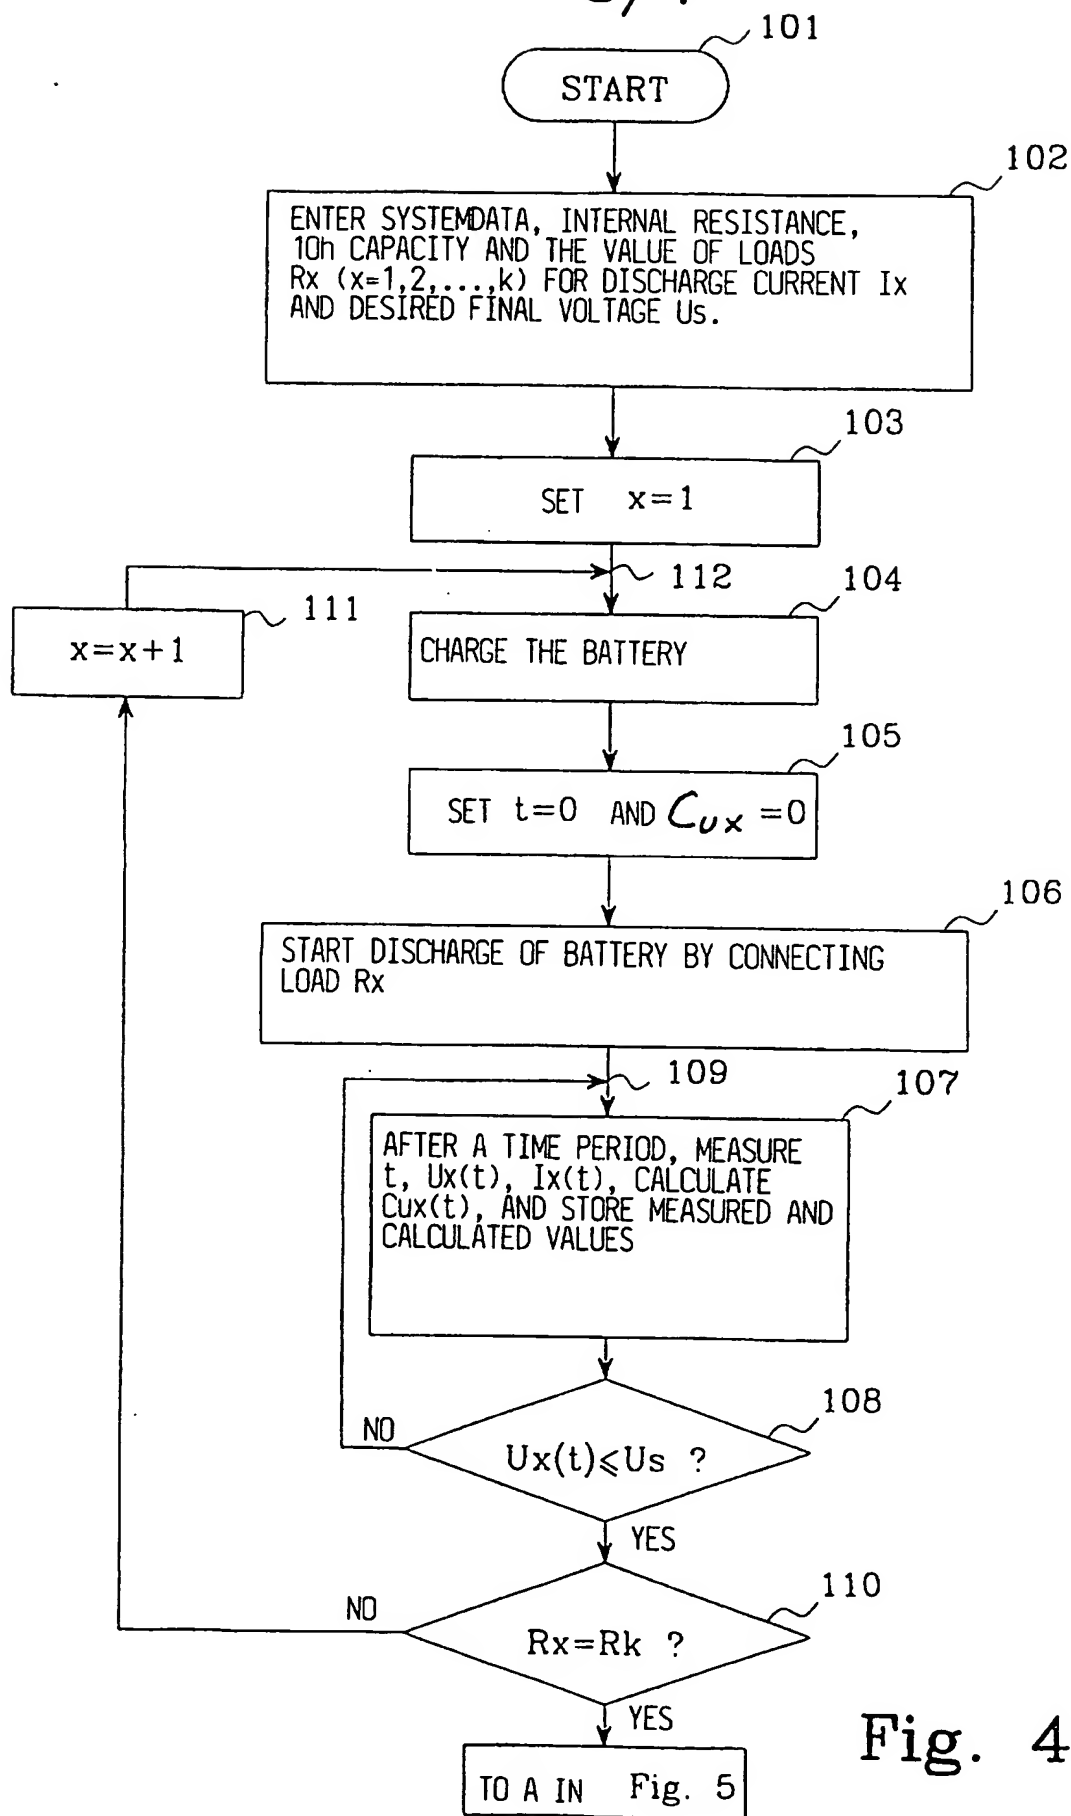 101
START
102
ENTER SYSTEMDATA, INTERNAL RESISTANCE,
10h CAPACITY AND THE VALUE OF LOADS
Rx (x=1,2,...,k) FOR DISCHARGE CURRENT Ix
AND DESIRED FINAL VOLTAGE Us.
103
SET x=1
112
104
111
x=x+1
CHARGE THE BATTERY
105
SET t=0 AND Cux =0
106
START DISCHARGE OF BATTERY BY CONNECTING
LOAD Rx
109
107
AFTER A TIME PERIOD, MEASURE
t, Ux(t), Ix(t), CALCULATE
Cux(t), AND STORE MEASURED AND
CALCULATED VALUES
108
NO
Ux(t)⩽Us ?
YES
110
NO
Rx=Rk ?
YES
Fig. 4
TO A IN Fig. 5